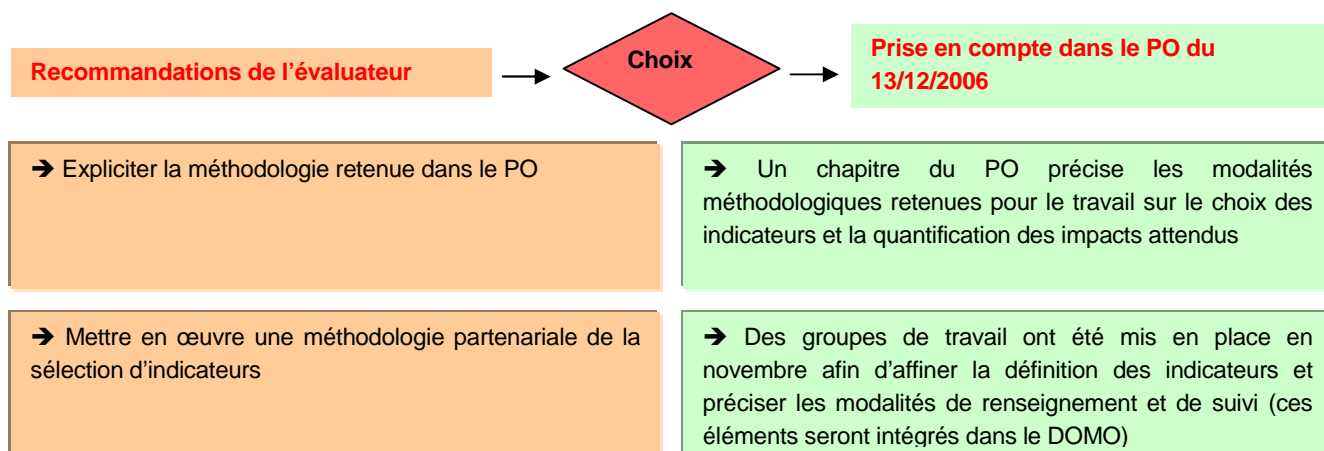 Recommandations de l'évaluateur
Choix
Prise en compte dans le PO du
13/12/2006
➔ Expliciter la méthodologie retenue dans le PO
➔ Un chapitre du PO précise les modalités
méthodologiques retenues pour le travail sur le choix des
indicateurs et la quantification des impacts attendus
➔ Mettre en œuvre une méthodologie partenariale de la
sélection d'indicateurs
➔ Des groupes de travail ont été mis en place en
novembre afin d'affiner la définition des indicateurs et
préciser les modalités de renseignement et de suivi (ces
éléments seront intégrés dans le DOMO)